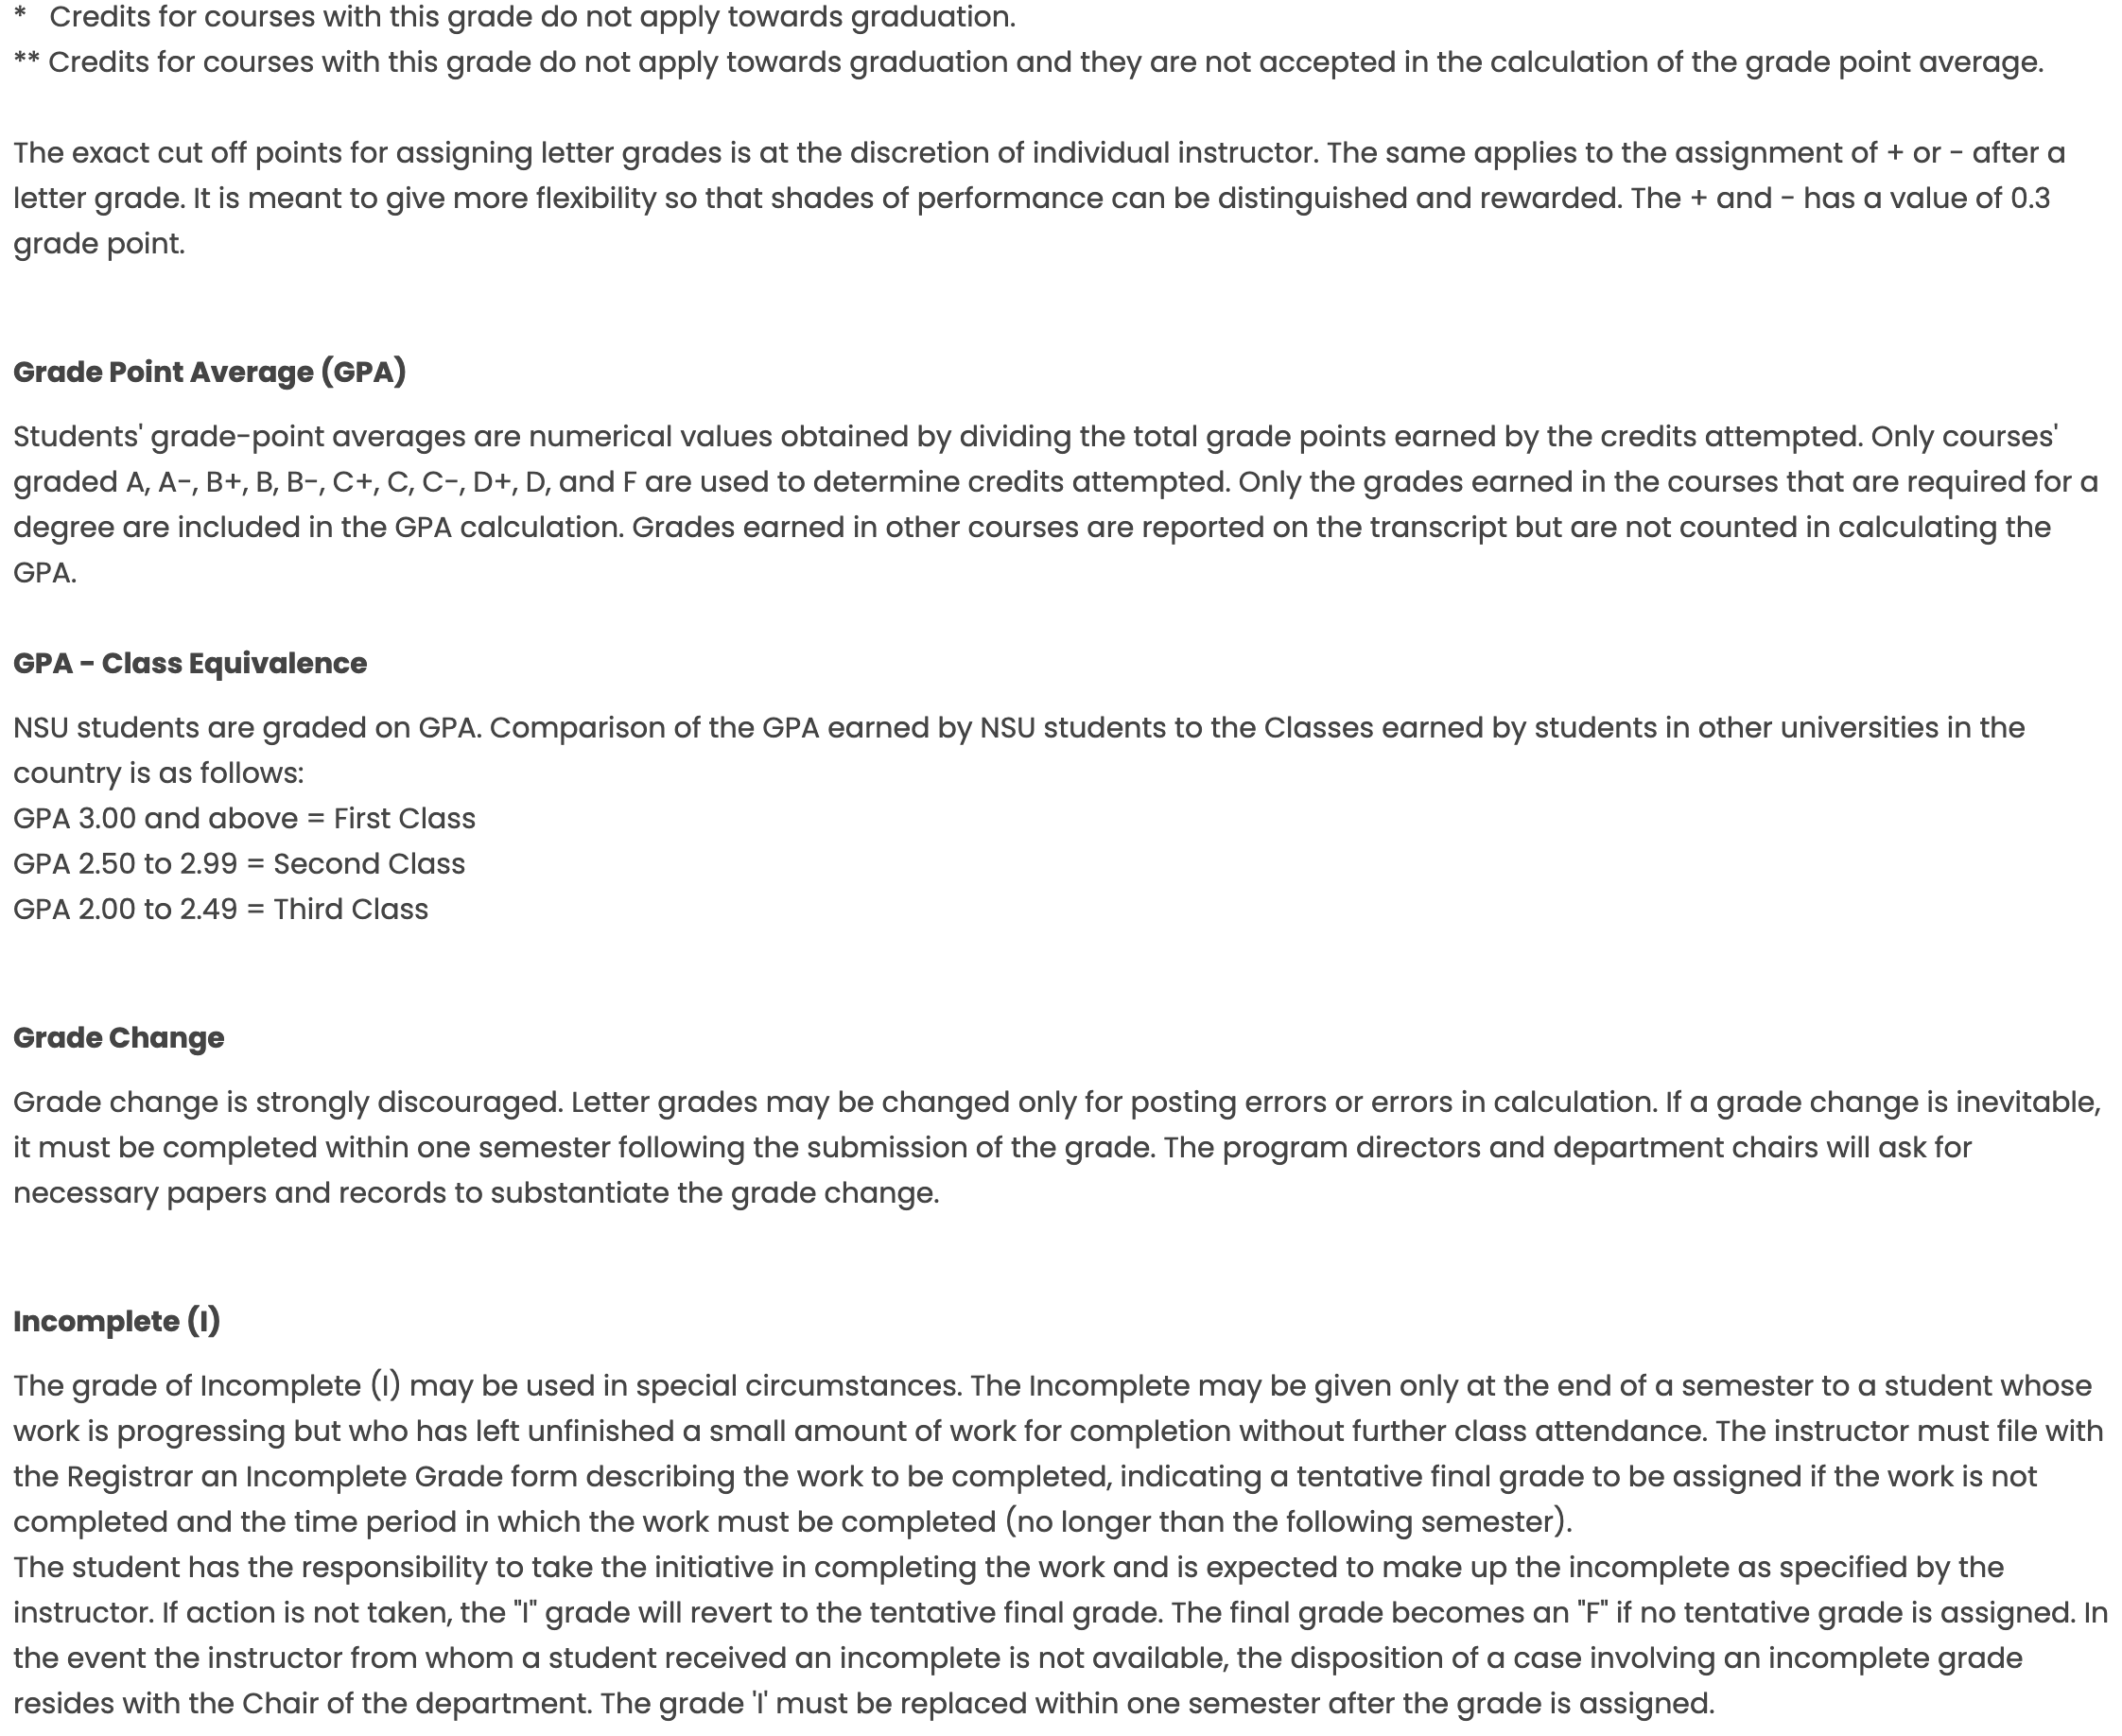 * Credits for courses with this grade do not apply towards graduation.
** Credits for courses with this grade do not apply towards graduation and they are not accepted in the calculation of the grade point average.
The exact cut off points for assigning letter grades is at the discretion of individual instructor. The same applies to the assignment of + or - after a
letter grade. It is meant to give more flexibility so that shades of performance can be distinguished and rewarded. The + and - has a value of 0.3
grade point.
Grade Point Average (GPA)
Students' grade-point averages are numerical values obtained by dividing the total grade points earned by the credits attempted. Only courses'
graded A, A-, B+, B, B-, C+, C, C-, D+, D, and F are used to determine credits attempted. Only the grades earned in the courses that are required for a
degree are included in the GPA calculation. Grades earned in other courses are reported on the transcript but are not counted in calculating the
GPA.
GPA - Class Equivalence
NSU students are graded on GPA. Comparison of the GPA earned by NSU students to the Classes earned by students in other universities in the
country is as follows:
GPA 3.00 and above = First Class
GPA 2.50 to 2.99 = Second Class
GPA 2.00 to 2.49 = Third Class
Grade Change
Grade change is strongly discouraged. Letter grades may be changed only for posting errors or errors in calculation. If a grade change is inevitable,
it must be completed within one semester following the submission of the grade. The program directors and department chairs will ask for
necessary papers and records to substantiate the grade change.
Incomplete (I)
The grade of Incomplete (I) may be used in special circumstances. The Incomplete may be given only at the end of a semester to a student whose
work is progressing but who has left unfinished a small amount of work for completion without further class attendance. The instructor must file with
the Registrar an Incomplete Grade form describing the work to be completed, indicating a tentative final grade to be assigned if the work is not
completed and the time period in which the work must be completed (no longer than the following semester).
The student has the responsibility to take the initiative in completing the work and is expected to make up the incomplete as specified by the
instructor. If action is not taken, the "I" grade will revert to the tentative final grade. The final grade becomes an "F" if no tentative grade is assigned. In
the event the instructor from whom a student received an incomplete is not available, the disposition of a case involving an incomplete grade
resides with the Chair of the department. The grade 'I' must be replaced within one semester after the grade is assigned.